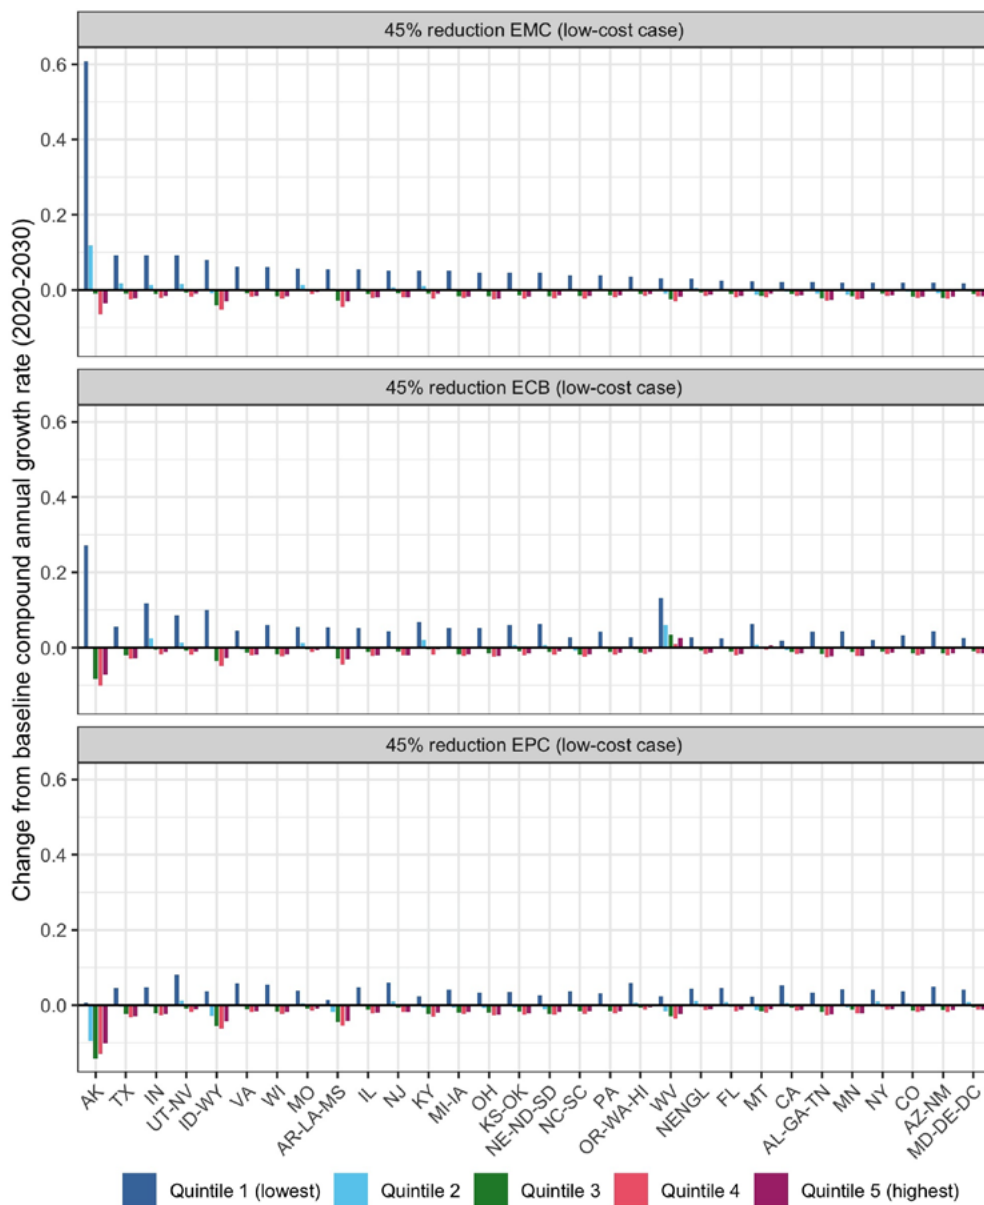 45% reduction EMC (low-cost case)
0.6
0.4
0.2
0.0
45% reduction ECB (low-cost case)
0.6
0.4
0.2
0.0
45% reduction EPC (low-cost case)
0.6
0.4
0.2
0.0
Change from baseline compound annual growth rate (2020-2030)
AK
TX
IN
UT-NV
ID-WY
VA
WI
MO
AR-LA-MS
IL
NJ
KY
MI-IA
OH
KS-OK
NE-ND-SD
NC-SC
PA
OR-WA-HI
WV
NENGL
FL
MT
CA
AL-GA-TN
MN
NY
CO
AZ-NM
MD-DE-DC
Quintile 1 (lowest) Quintile 2 Quintile 3 Quintile 4 Quintile 5 (highest)